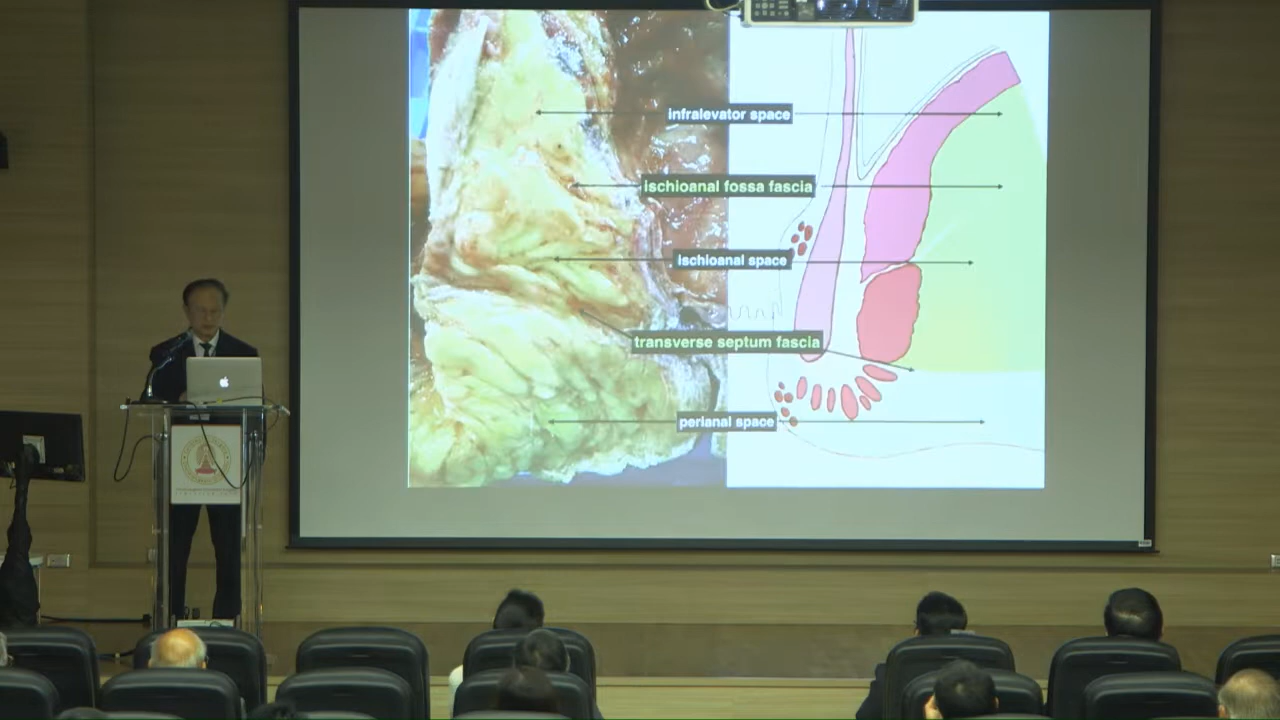 infralevator space
ischioanal fossa fascia
ischioanal space
transverse septum fascia
perianal space